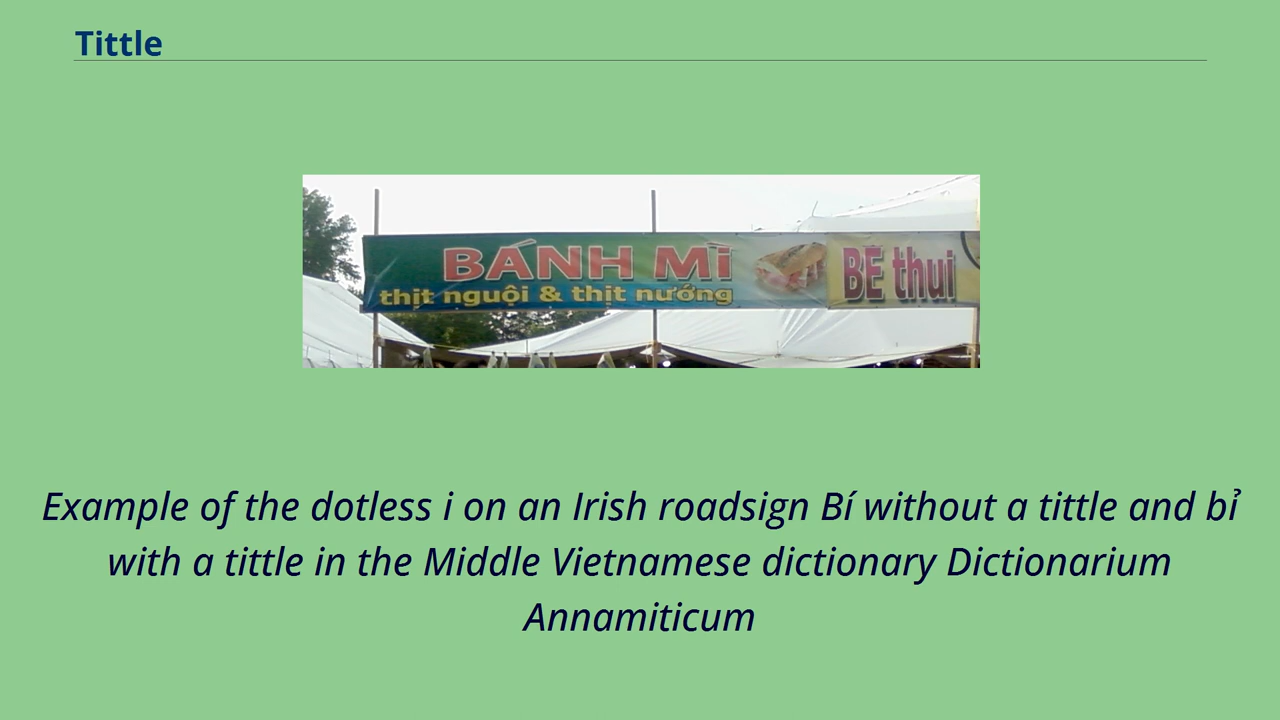 Tittle
BÁNH Mì
thịt nguội & thịt nướng
BÊ thui
Example of the dotless i on an Irish roadsign Bí without a tittle and bỉ
with a tittle in the Middle Vietnamese dictionary Dictionarium
Annamiticum